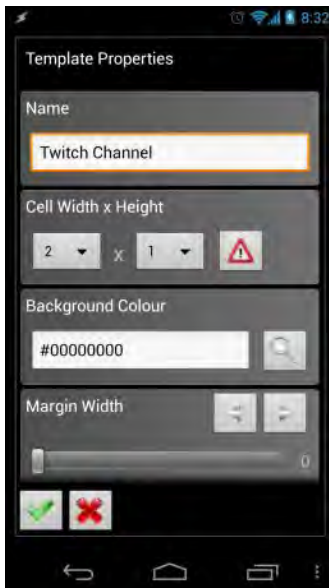 8:32
Template Properties
Name
Twitch Channel
Cell Width x Height
2 x 1
Background Colour
#00000000
Margin Width
0